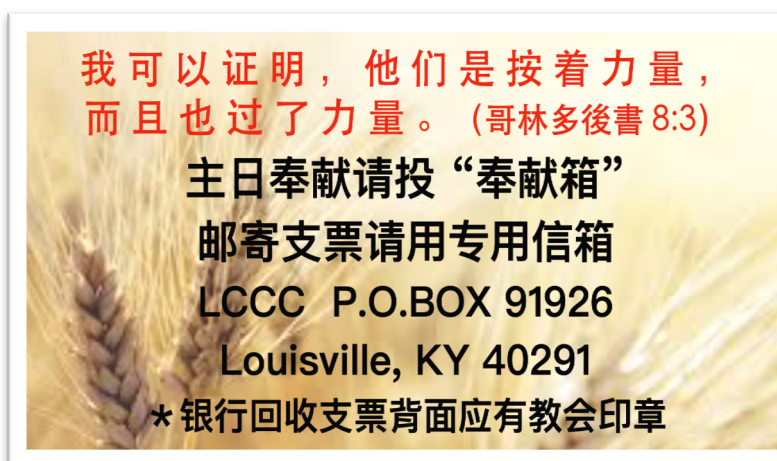 我可以证明，他们是按着力量，
而且也过了力量。(哥林多後書 8:3)
主日奉献请投“奉献箱”
邮寄支票请用专用信箱
LCCC P.O.BOX 91926
Louisville, KY 40291
*银行回收支票背面应有教会印章